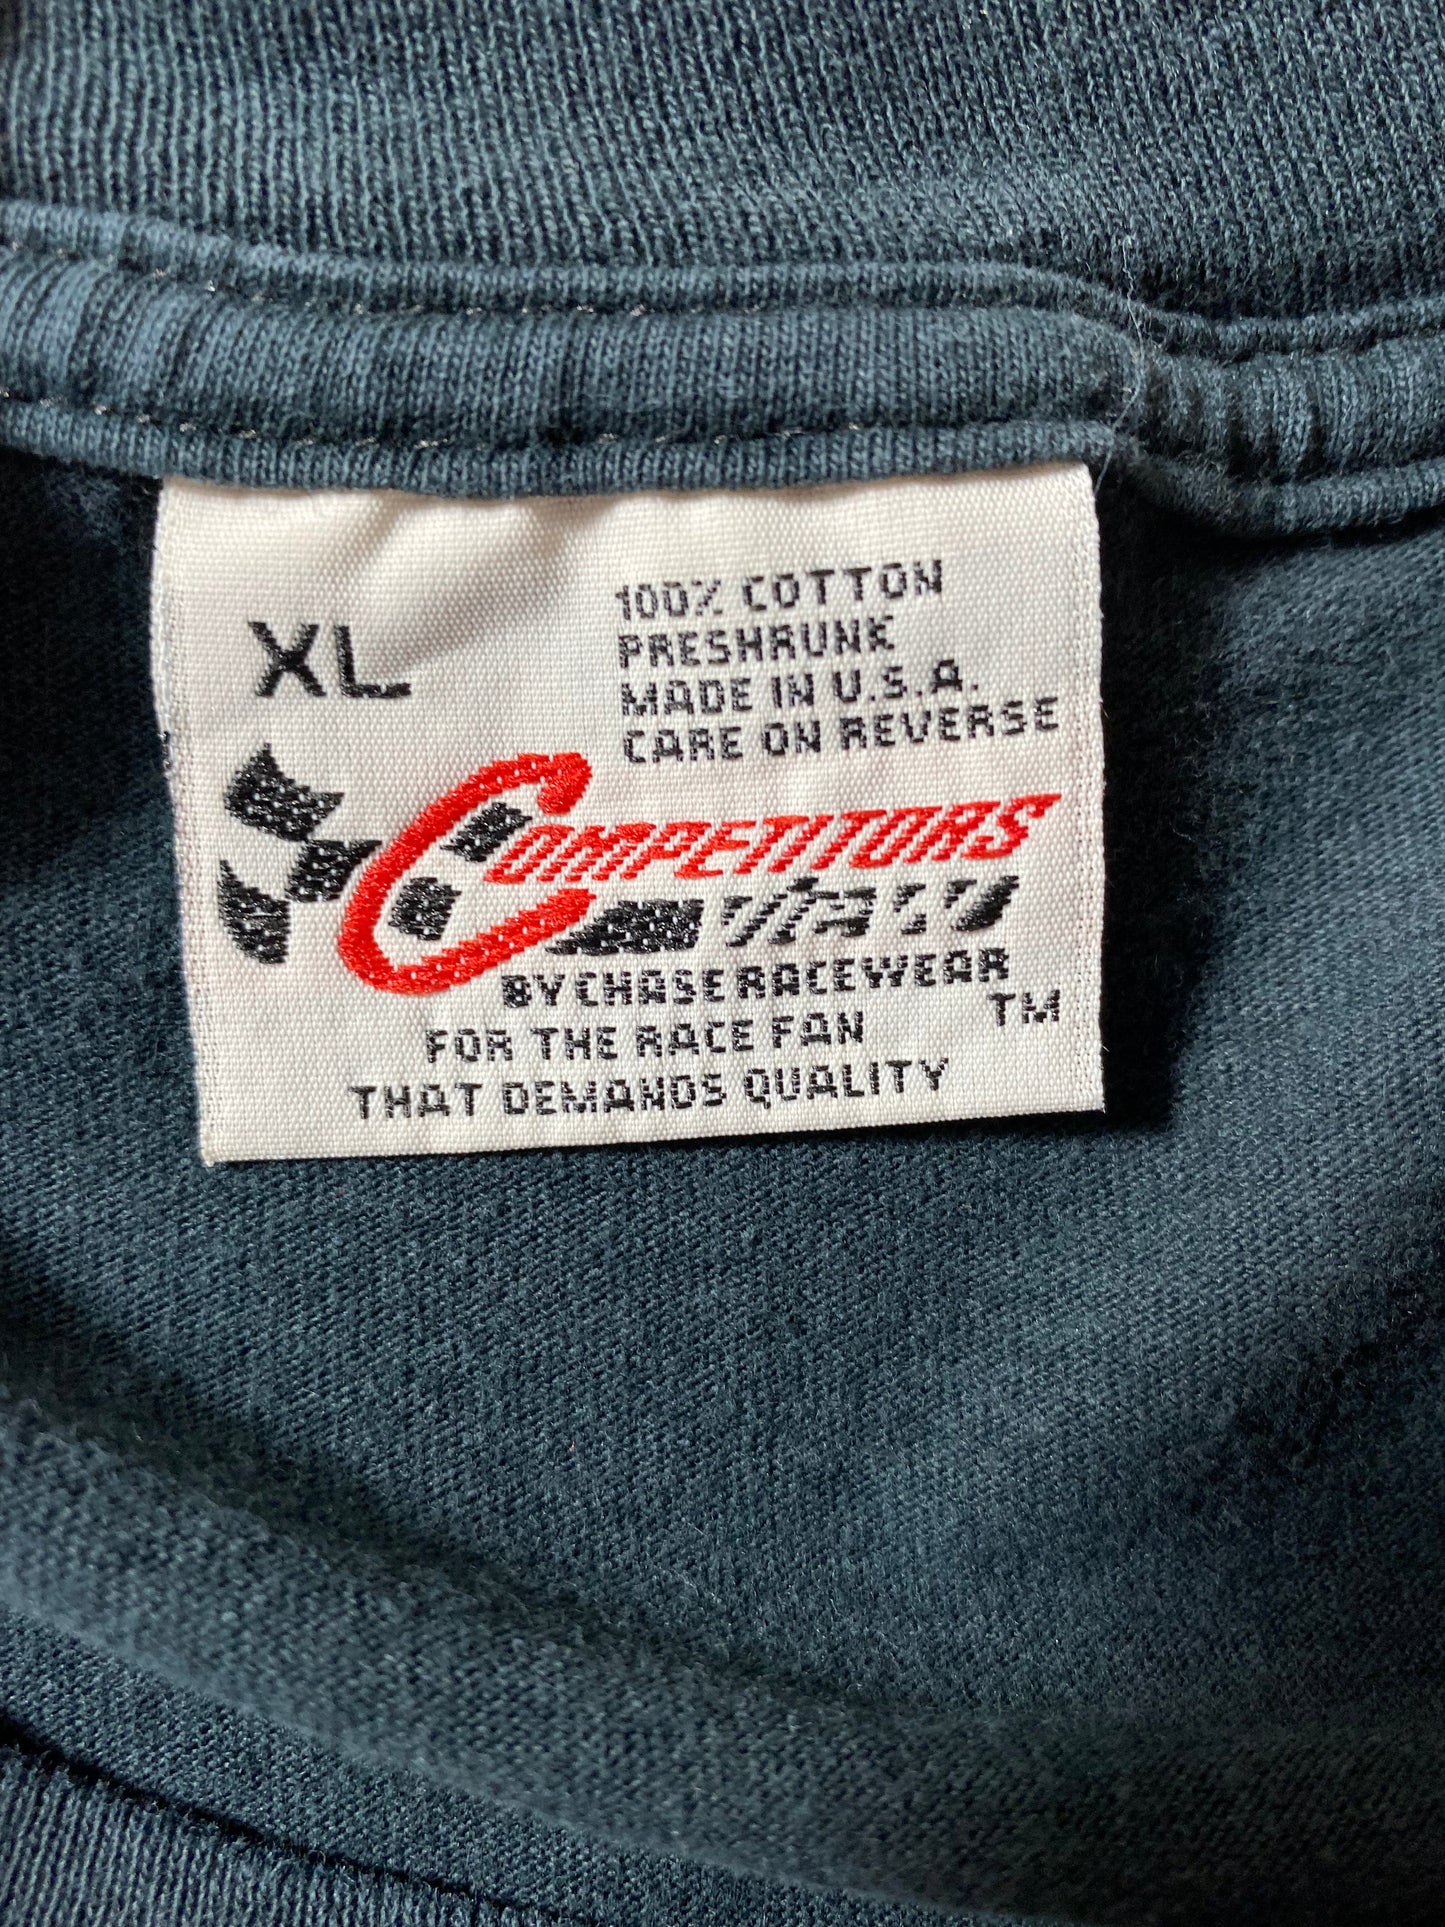 XL
100% COTTON
PRESHRUNK
MADE IN U.S.A.
CARE ON REVERSE
COMPETITORS
VIEW
BY CHASE RACEWEAR
TM
FOR THE RACE FAN
THAT DEMANDS QUALITY